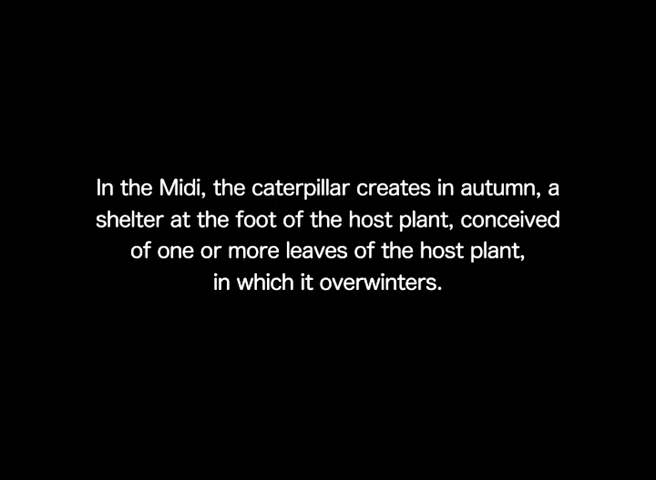 In the Midi, the caterpillar creates in autumn, a
shelter at the foot of the host plant, conceived
of one or more leaves of the host plant,
in which it overwinters.